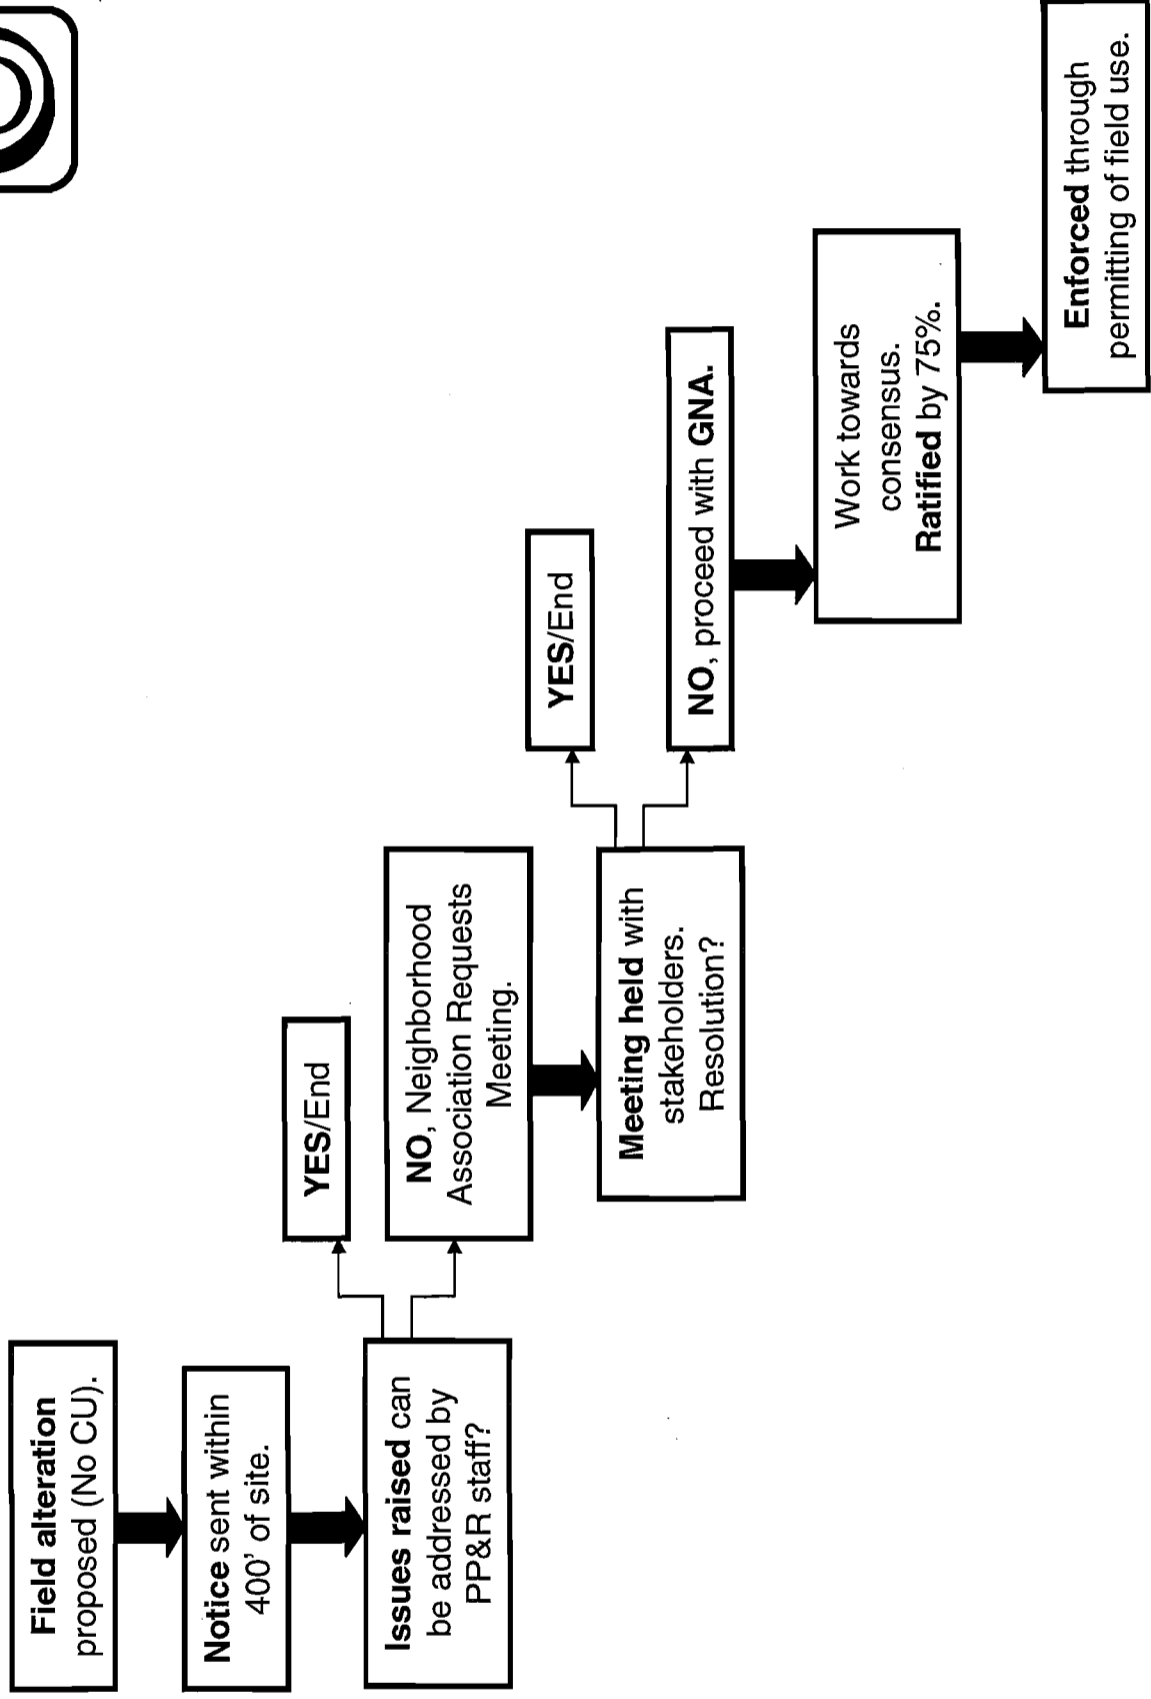 Field alteration
proposed (No CU).
Notice sent within
400' of site.
Issues raised can
be addressed by
PP&R staff?
YES/End
NO, Neighborhood
Association Requests
Meeting.
Meeting held with
stakeholders.
Resolution?
YES/End
NO, proceed with GNA.
Work towards
consensus.
Ratified by 75%.
Enforced through
permitting of field use.